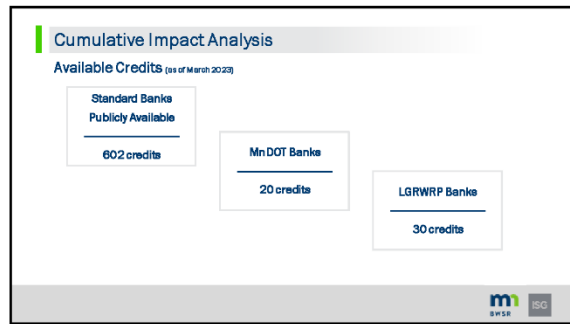 Cumulative Impact Analysis
Available Credits (as of March 2023)
Standard Banks
Publicly Available
602 credits
MnDOT Banks
20 credits
LGRWRP Banks
30 credits
mn
BWSR
ISG